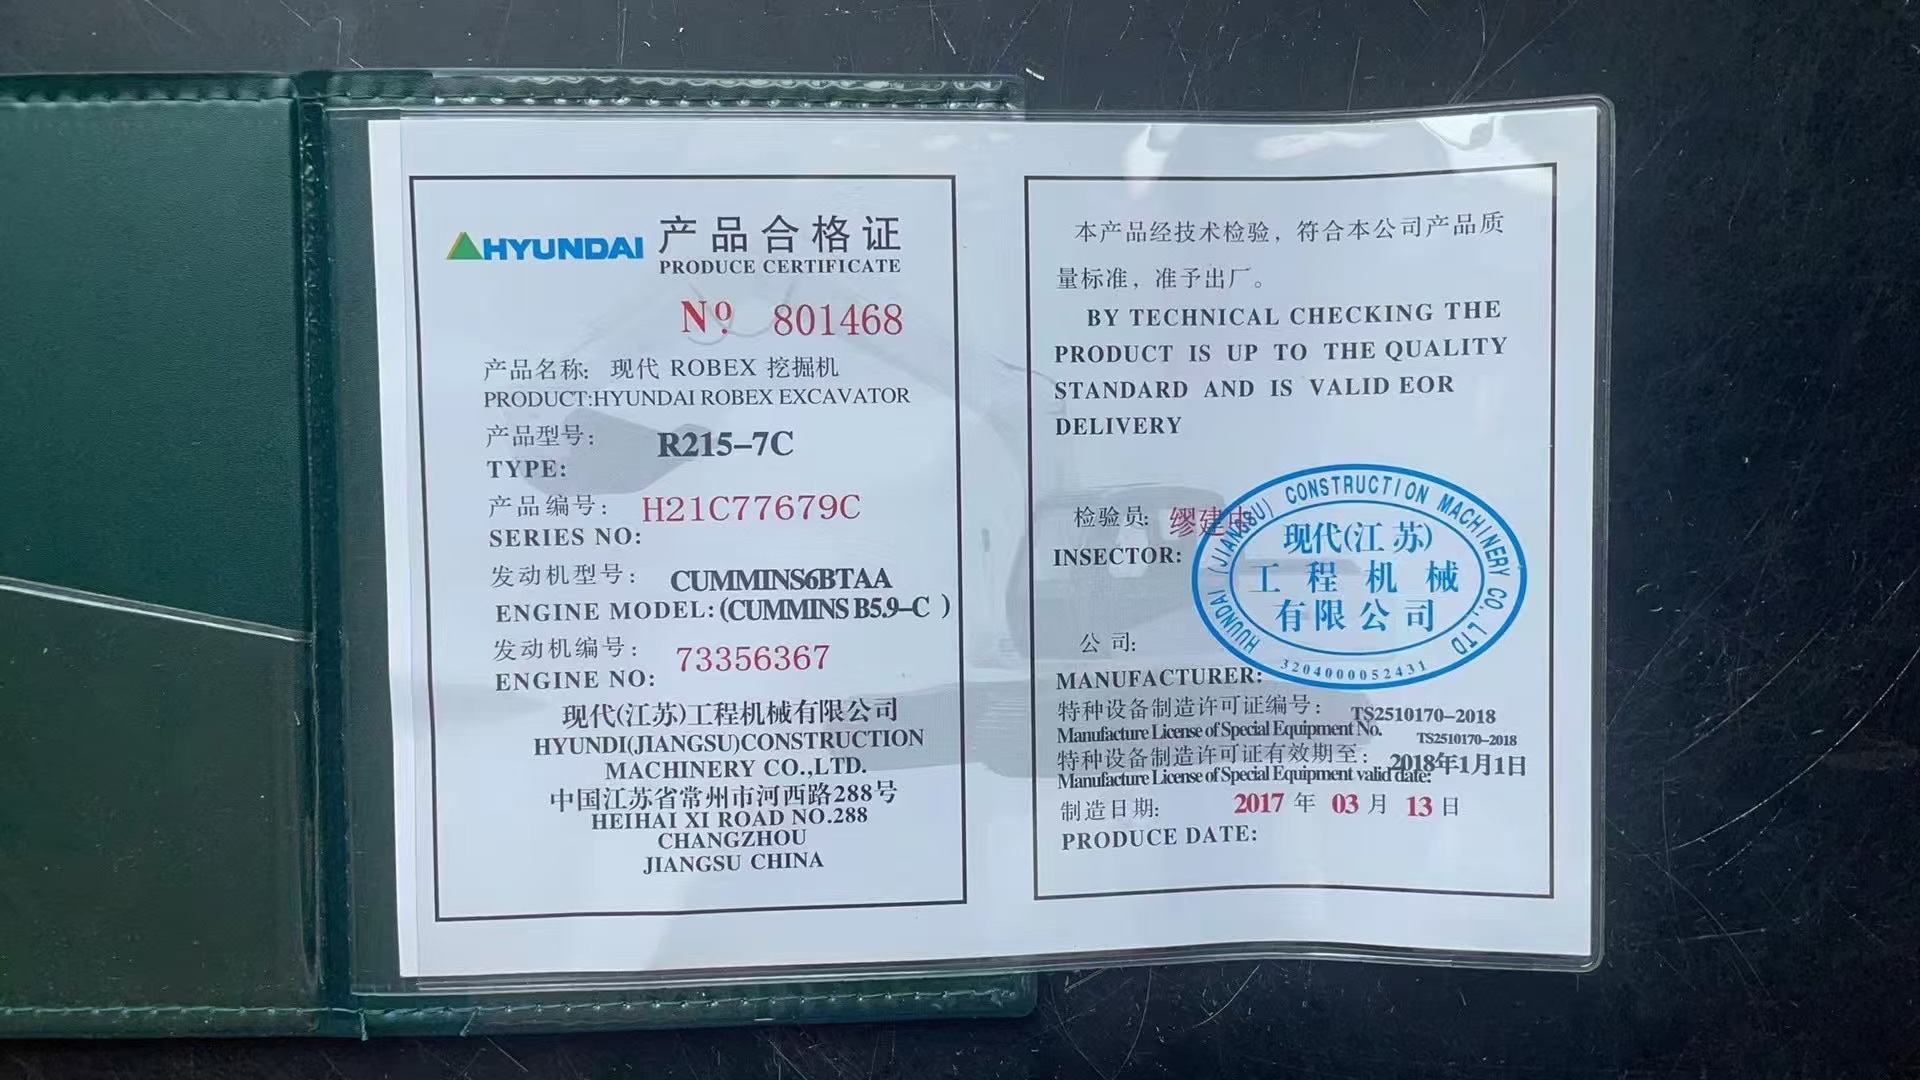 HYUNDAI 产品合格证
PRODUCE CERTIFICATE
Nº 801468
产品名称: 现代 ROBEX 挖掘机
PRODUCT:HYUNDAI ROBEX EXCAVATOR
产品型号: R215-7C
TYPE:
产品编号: H21C77679C
SERIES NO:
发动机型号: CUMMINS6BTAA
ENGINE MODEL:(CUMMINS B5.9-C )
发动机编号: 73356367
ENGINE NO:
现代(江苏)工程机械有限公司
HYUNDI(JIANGSU)CONSTRUCTION
MACHINERY CO.,LTD.
中国江苏省常州市河西路288号
HEIHAI XI ROAD NO.288
CHANGZHOU
JIANGSU CHINA
本产品经技术检验,符合本公司产品质
量标准,准予出厂。
BY TECHNICAL CHECKING THE
PRODUCT IS UP TO THE QUALITY
STANDARD AND IS VALID EOR
DELIVERY
检验员: 缪建
INSECTOR:
HUUNDAI (JIANGSU) CONSTRUCTION MACHINERY CO.,LTD
现代(江苏)
工程机械
有限公司
3204000052431
公司:
MANUFACTURER:
特种设备制造许可证编号: TS2510170-2018
Manufacture License of Special Equipment No. TS2510170-2018
特种设备制造许可证有效期至: 2018年1月1日
Manufacture License of Special Equipment valid date:
制造日期: 2017 年 03 月 13 日
PRODUCE DATE: